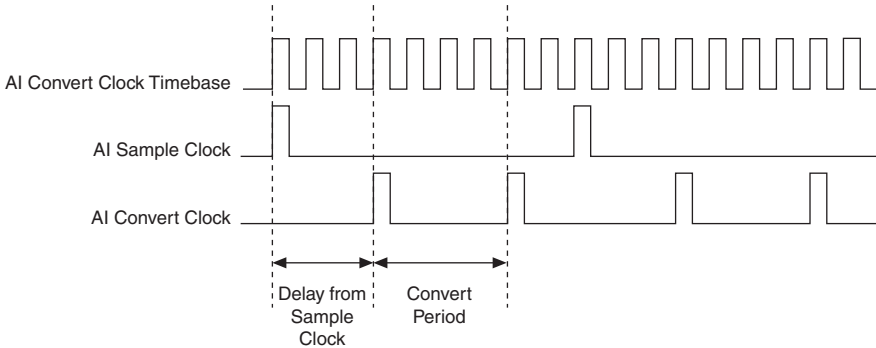 AI Convert Clock Timebase
AI Sample Clock
AI Convert Clock
Delay from
Sample
Clock
Convert
Period